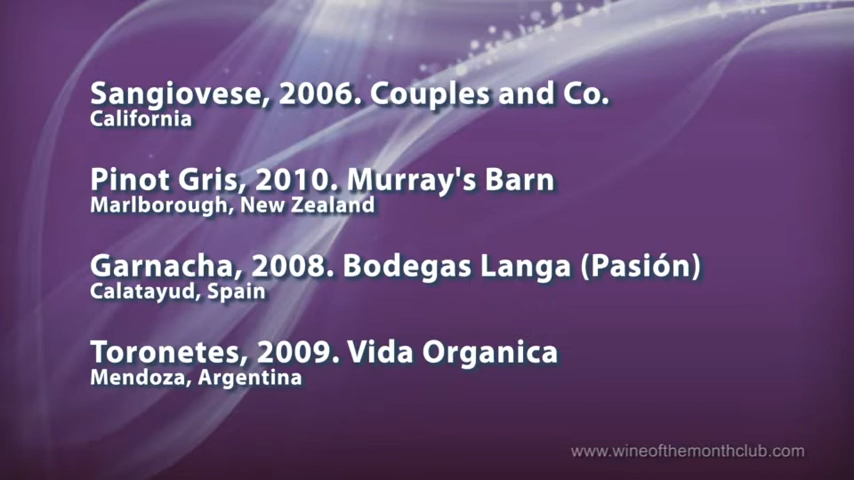 Sangiovese, 2006. Couples and Co.
California
Pinot Gris, 2010. Murray's Barn
Marlborough, New Zealand
Garnacha, 2008. Bodegas Langa (Pasión)
Calatayud, Spain
Toronetes, 2009. Vida Organica
Mendoza, Argentina
www.wineofthemonthclub.com